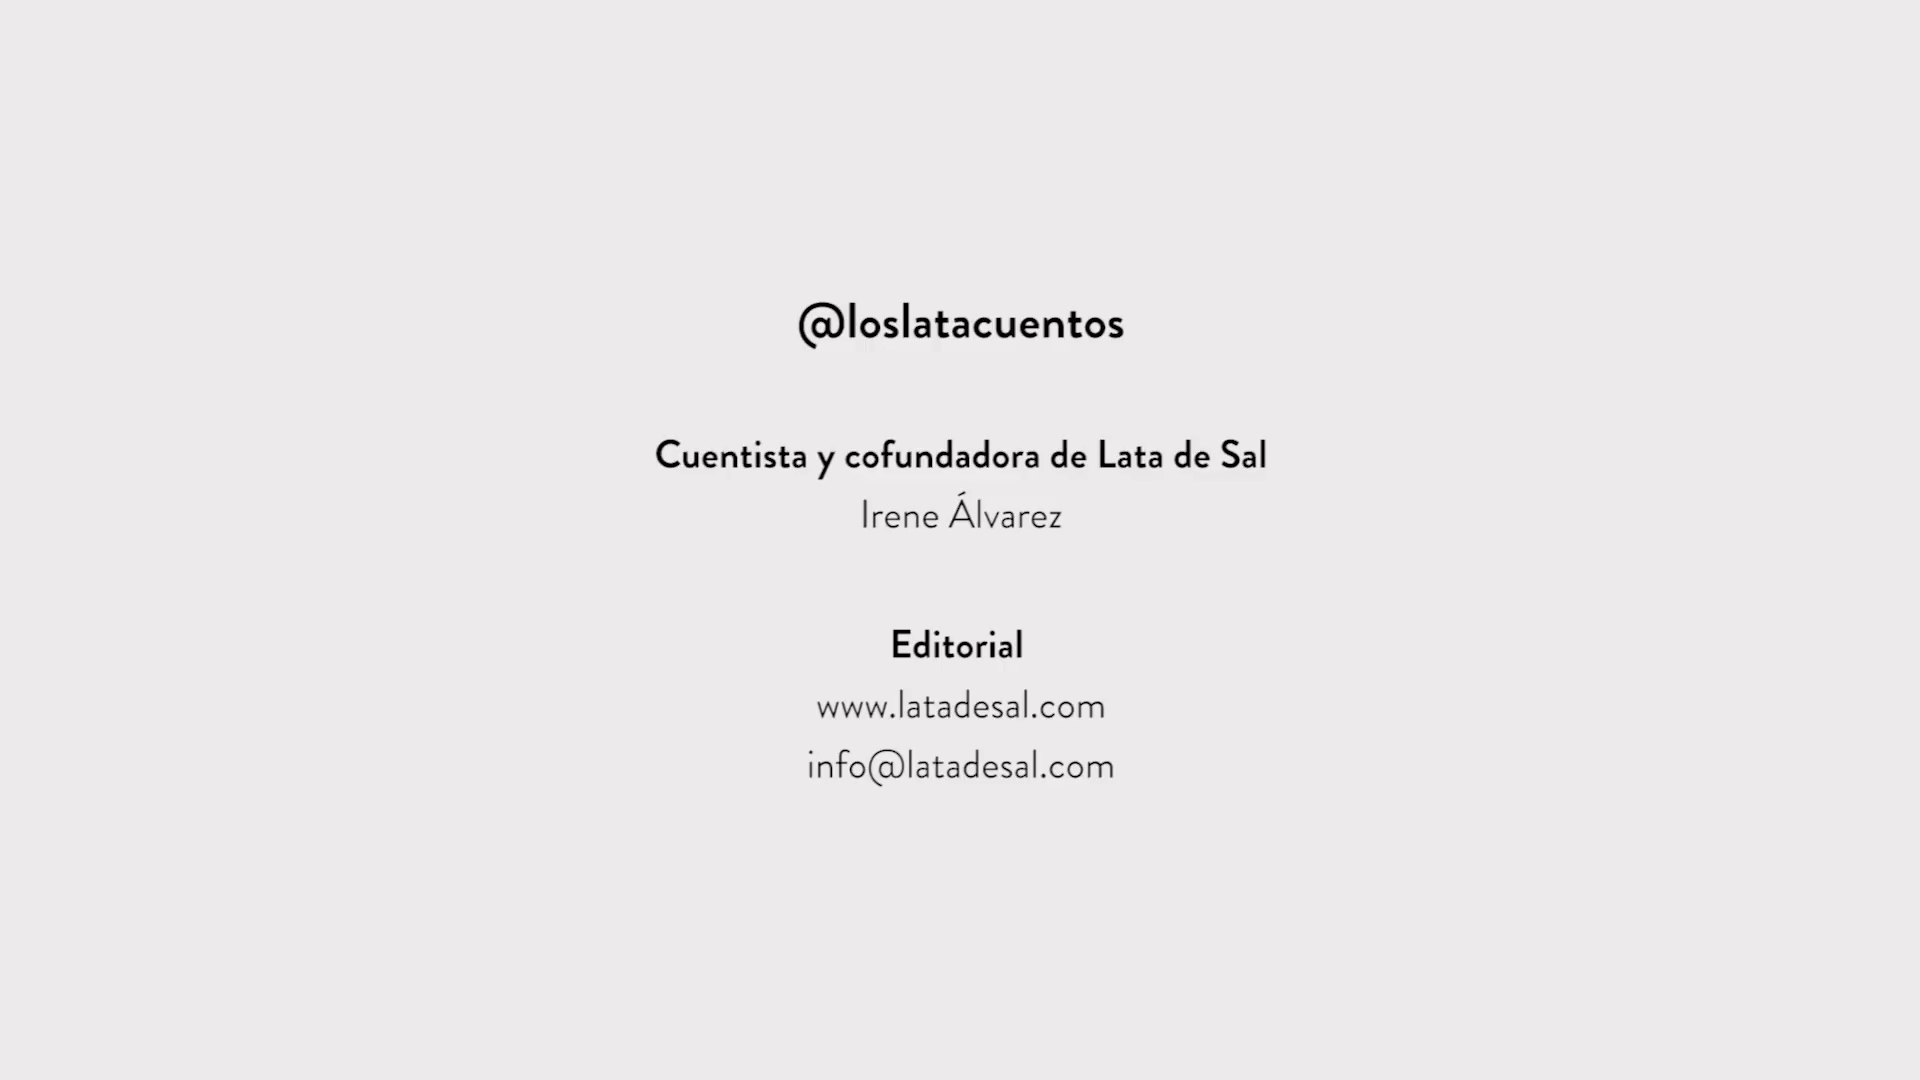 @loslatacuentos
Cuentista y cofundadora de Lata de Sal
Irene Álvarez
Editorial
www.latadesal.com
info@latadesal.com